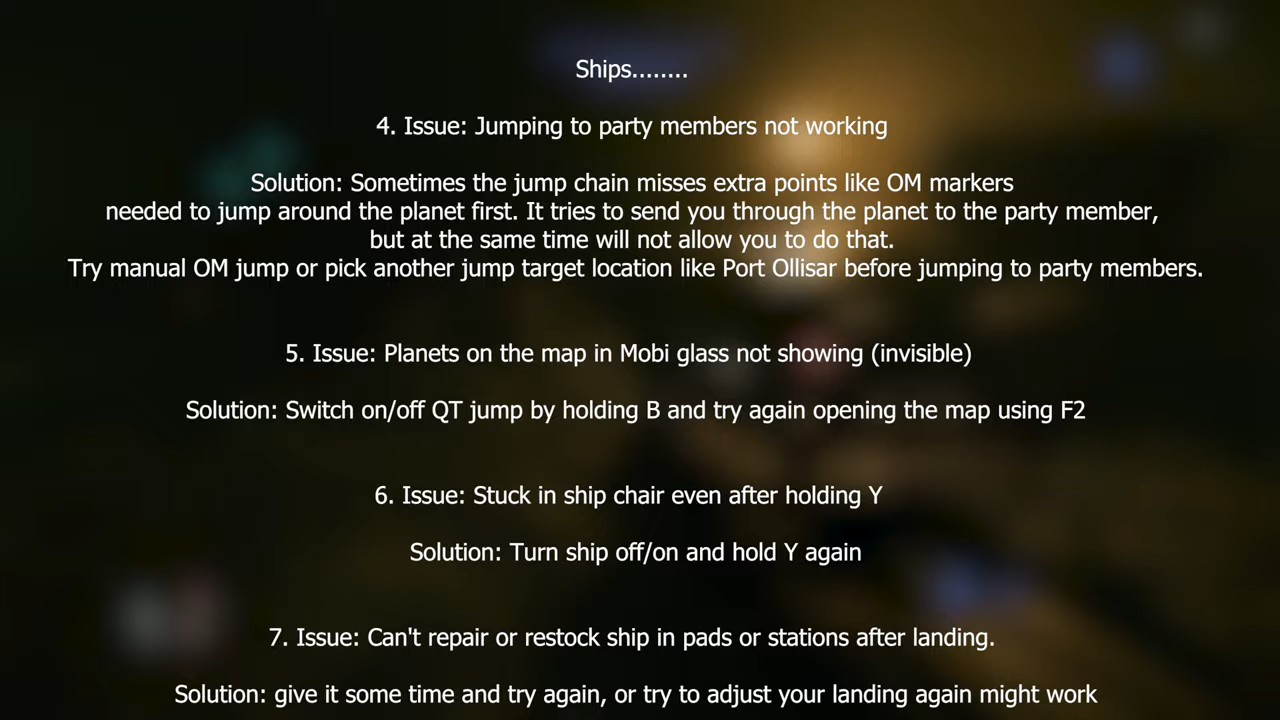 Ships........
4. Issue: Jumping to party members not working
Solution: Sometimes the jump chain misses extra points like OM markers
needed to jump around the planet first. It tries to send you through the planet to the party member,
but at the same time will not allow you to do that.
Try manual OM jump or pick another jump target location like Port Ollisar before jumping to party members.
5. Issue: Planets on the map in Mobi glass not showing (invisible)
Solution: Switch on/off QT jump by holding B and try again opening the map using F2
6. Issue: Stuck in ship chair even after holding Y
Solution: Turn ship off/on and hold Y again
7. Issue: Can't repair or restock ship in pads or stations after landing.
Solution: give it some time and try again, or try to adjust your landing again might work